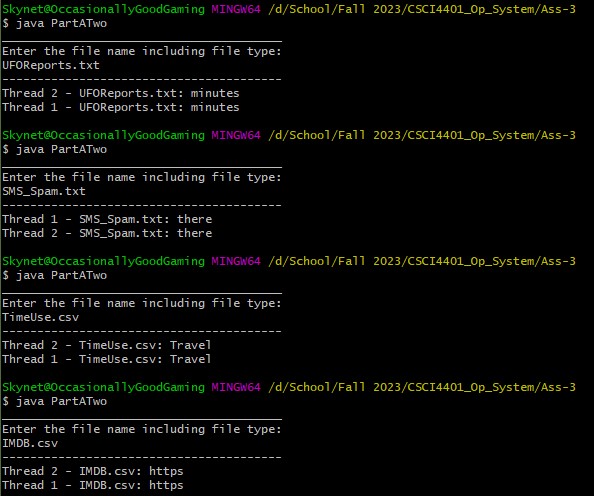 Skynet@OccasionallyGoodGaming MINGW64 /d/School/Fall 2023/CSCI4401_Op_System/Ass-3
$ java PartATwo
________________________________________
Enter the file name including file type:
UFOReports.txt
----------------------------------------
Thread 2 - UFOReports.txt: minutes
Thread 1 - UFOReports.txt: minutes
Skynet@OccasionallyGoodGaming MINGW64 /d/School/Fall 2023/CSCI4401_Op_System/Ass-3
$ java PartATwo
________________________________________
Enter the file name including file type:
SMS_Spam.txt
----------------------------------------
Thread 1 - SMS_Spam.txt: there
Thread 2 - SMS_Spam.txt: there
Skynet@OccasionallyGoodGaming MINGW64 /d/School/Fall 2023/CSCI4401_Op_System/Ass-3
$ java PartATwo
________________________________________
Enter the file name including file type:
TimeUse.csv
----------------------------------------
Thread 2 - TimeUse.csv: Travel
Thread 1 - TimeUse.csv: Travel
Skynet@OccasionallyGoodGaming MINGW64 /d/School/Fall 2023/CSCI4401_Op_System/Ass-3
$ java PartATwo
________________________________________
Enter the file name including file type:
IMDB.csv
----------------------------------------
Thread 2 - IMDB.csv: https
Thread 1 - IMDB.csv: https